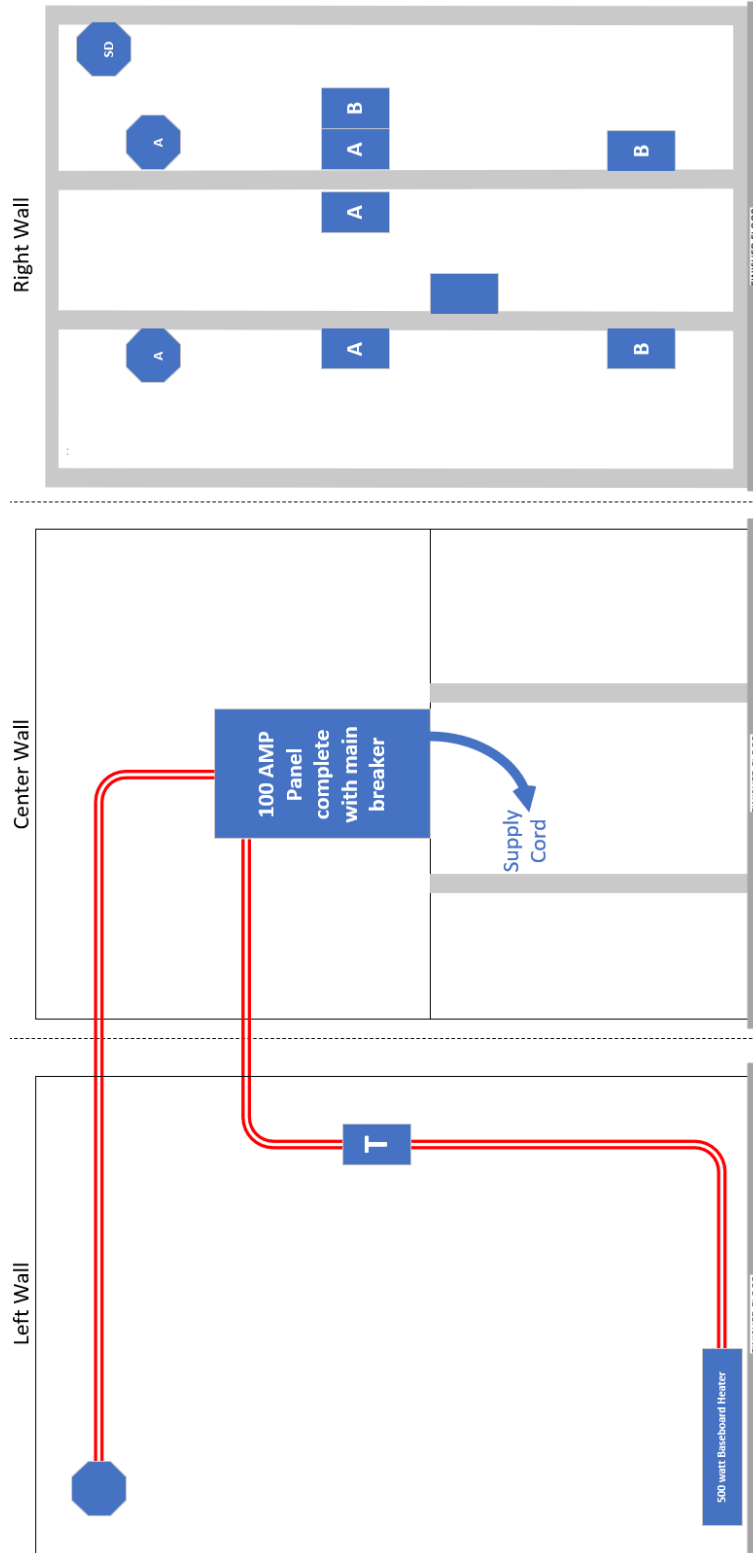 Left Wall
Center Wall
Right Wall
SD
A
A
100 AMP
Panel
complete
with main
breaker
T
A
A
A
B
Supply
Cord
B
B
500 watt Baseboard Heater